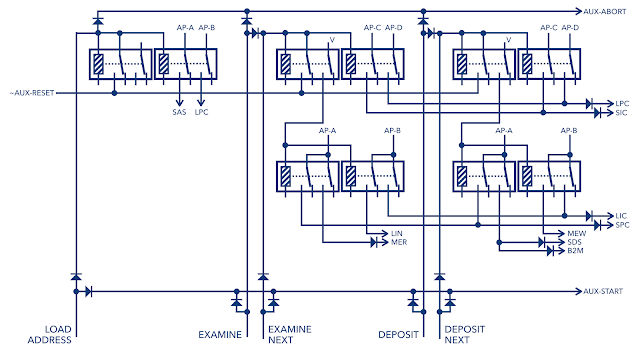 AUX-ABORT
AP-A AP-B
AP-C AP-D
AP-C AP-D
V
V
~AUX-RESET
LPC
SAS LPC
SIC
AP-A AP-B
AP-A AP-B
LIC
SPC
LIN
MEW
MER
SDS
B2M
AUX-START
LOAD
ADDRESS
EXAMINE
EXAMINE
NEXT
DEPOSIT
DEPOSIT
NEXT